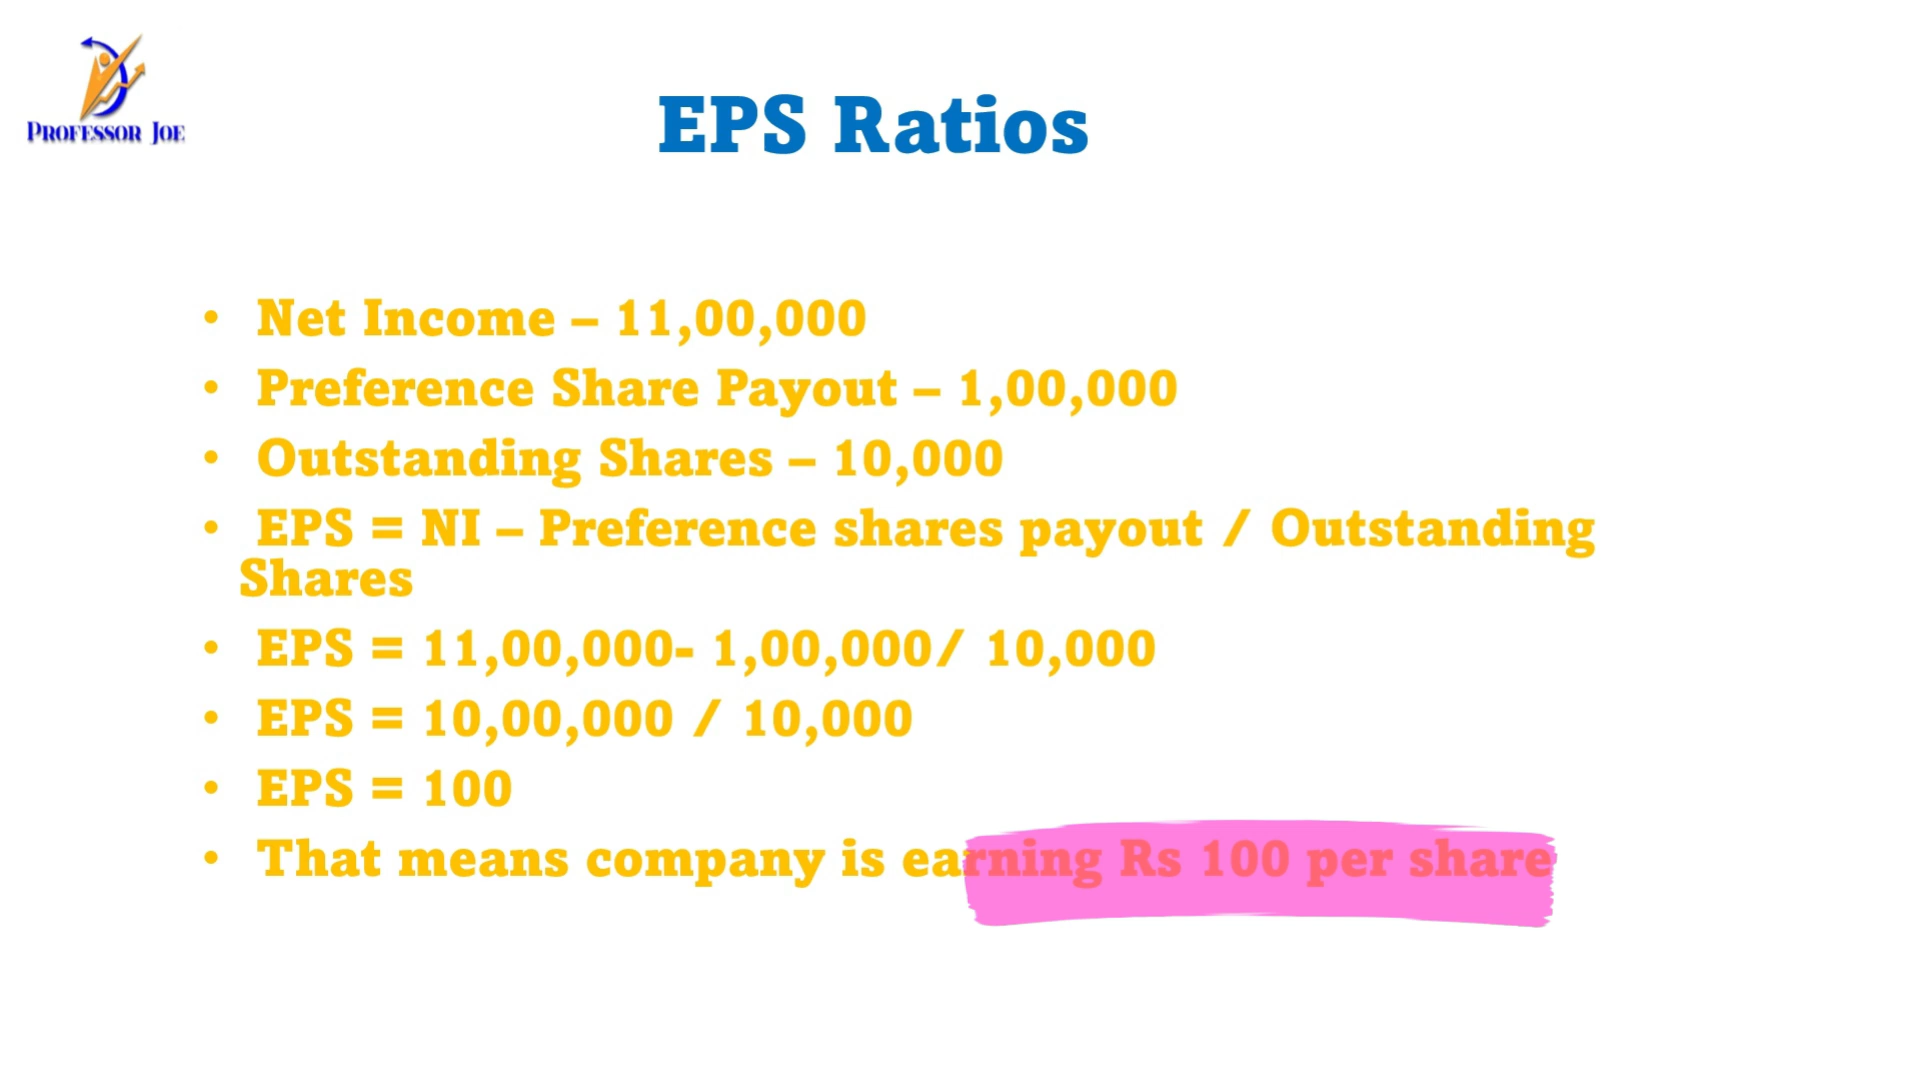 PROFESSOR JOE
EPS Ratios
• Net Income – 11,00,000
• Preference Share Payout – 1,00,000
• Outstanding Shares – 10,000
• EPS = NI – Preference shares payout / Outstanding
Shares
• EPS = 11,00,000- 1,00,000/ 10,000
• EPS = 10,00,000 / 10,000
• EPS = 100
• That means company is earning Rs 100 per share